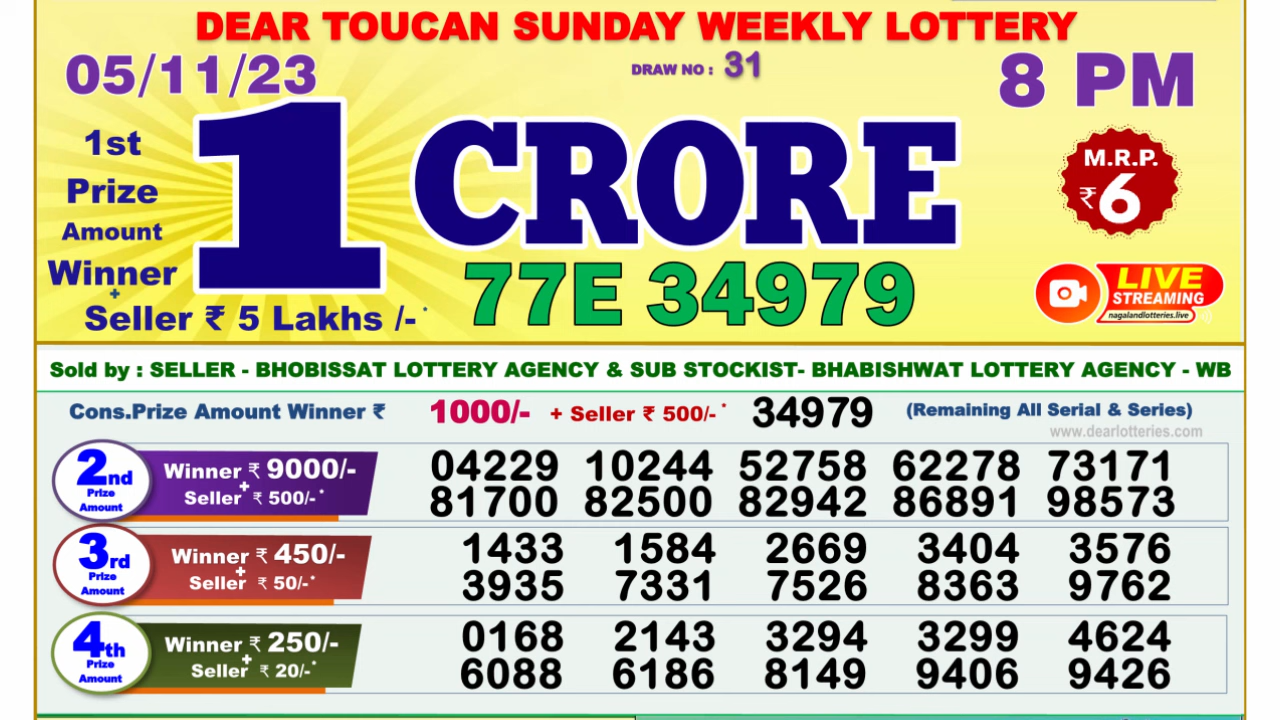 DEAR TOUCAN SUNDAY WEEKLY LOTTERY
05/11/23
DRAW NO : 31
8 PM
1st
Prize
Amount
Winner
+
Seller ₹ 5 Lakhs /-*
1 CRORE
77E 34979
M.R.P.
₹6
LIVE
STREAMING
nagalandlotteries.live
Sold by : SELLER - BHOBISSAT LOTTERY AGENCY & SUB STOCKIST- BHABISHWAT LOTTERY AGENCY - WB
Cons.Prize Amount Winner ₹ 1000/- + Seller ₹ 500/-* 34979 (Remaining All Serial & Series)
www.dearlotteries.com
2nd
Prize
Amount
Winner ₹ 9000/-
+
Seller ₹ 500/-*
04229 10244 52758 62278 73171
81700 82500 82942 86891 98573
3rd
Prize
Amount
Winner ₹ 450/-
+
Seller ₹ 50/-*
1433 1584 2669 3404 3576
3935 7331 7526 8363 9762
4th
Prize
Amount
Winner ₹ 250/-
+
Seller ₹ 20/-*
0168 2143 3294 3299 4624
6088 6186 8149 9406 9426